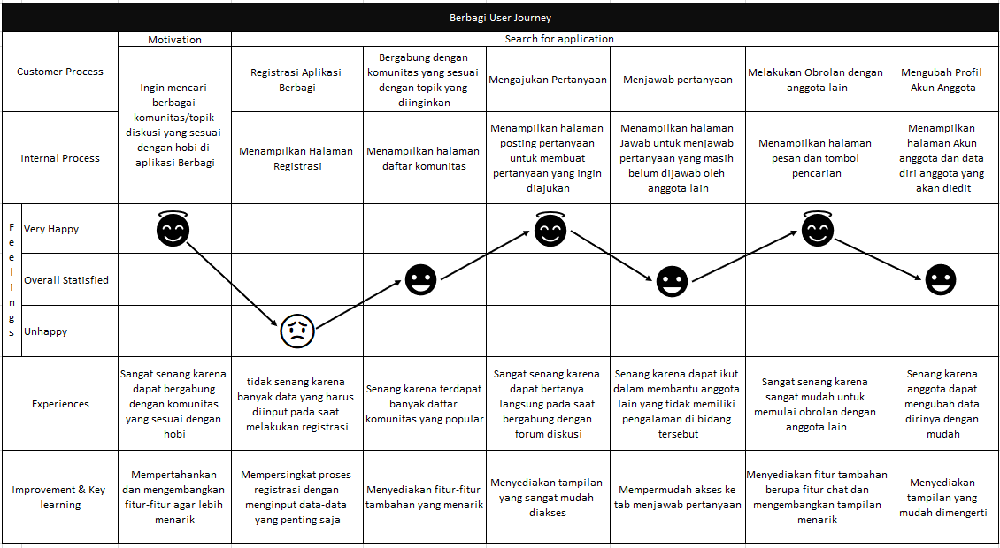 Berbagi User Journey
Motivation
Search for application
Customer Process
Ingin mencari
berbagai
komunitas/topik
diskusi yang sesuai
dengan hobi di
aplikasi Berbagi
Registrasi Aplikasi
Berbagi
Bergabung dengan
komunitas yang sesuai
dengan topik yang
diinginkan
Mengajukan Pertanyaan
Menjawab pertanyaan
Melakukan Obrolan dengan
anggota lain
Mengubah Profil
Akun Anggota
Internal Process
Menampilkan Halaman
Registrasi
Menampilkan halaman
daftar komunitas
Menampilkan halaman
posting pertanyaan
untuk membuat
pertanyaan yang ingin
diajukan
Menampilkan halaman
Jawab untuk menjawab
pertanyaan yang masih
belum dijawab oleh
anggota lain
Menampilkan halaman
pesan dan tombol
pencarian
Menampilkan
halaman Akun
anggota dan data
diri anggota yang
akan diedit
Feelings
Very Happy
Overall Statisfied
Unhappy
Experiences
Sangat senang karena
dapat bergabung
dengan komunitas
yang sesuai dengan
hobi
tidak senang karena
banyak data yang harus
diinput pada saat
melakukan registrasi
Senang karena terdapat
banyak daftar
komunitas yang popular
Sangat senang karena
dapat bertanya
langsung pada saat
bergabung dengan
forum diskusi
Senang karena dapat ikut
dalam membantu anggota
lain yang tidak memiliki
pengalaman di bidang
tersebut
Sangat senang karena
sangat mudah untuk
memulai obrolan dengan
anggota lain
Senang karena
anggota dapat
mengubah data
dirinya dengan
mudah
Improvement & Key
learning
Mempertahankan
dan mengembangkan
fitur-fitur agar lebih
menarik
Mempersingkat proses
registrasi dengan
menginput data-data
yang penting saja
Menyediakan fitur-fitur
tambahan yang menarik
Menyediakan tampilan
yang sangat mudah
diakses
Mempermudah akses ke
tab menjawab pertanyaan
Menyediakan fitur tambahan
berupa fitur chat dan
mengembangkan tampilan
menarik
Menyediakan
tampilan yang
mudah dimengerti